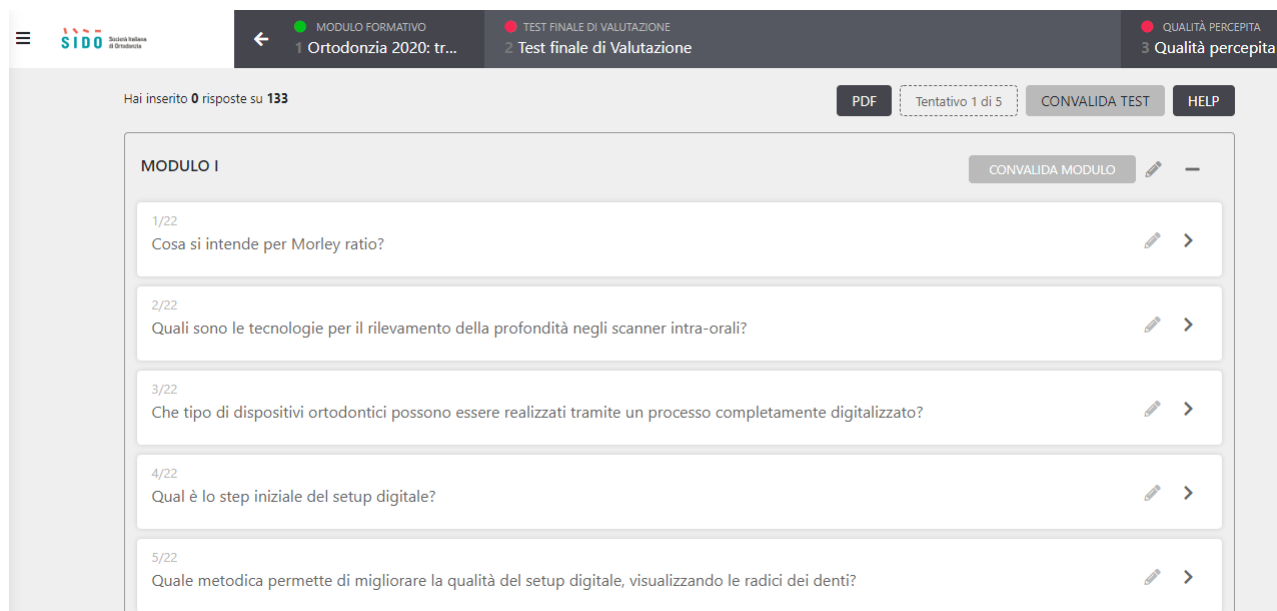 SIDO Società Italiana
di Ortodonzia
MODULO FORMATIVO
1 Ortodonzia 2020: tr...
TEST FINALE DI VALUTAZIONE
2 Test finale di Valutazione
QUALITÀ PERCEPITA
3 Qualità percepita
Hai inserito 0 risposte su 133
PDF
Tentativo 1 di 5
CONVALIDA TEST
HELP
MODULO I
CONVALIDA MODULO
1/22
Cosa si intende per Morley ratio?
2/22
Quali sono le tecnologie per il rilevamento della profondità negli scanner intra-orali?
3/22
Che tipo di dispositivi ortodontici possono essere realizzati tramite un processo completamente digitalizzato?
4/22
Qual è lo step iniziale del setup digitale?
5/22
Quale metodica permette di migliorare la qualità del setup digitale, visualizzando le radici dei denti?